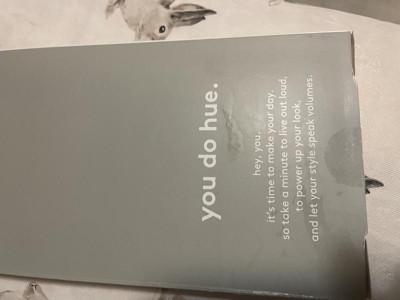 you do hue.
hey, you.
it's time to make your day.
so take a minute to live out loud,
to power up your look,
and let your style speak volumes.